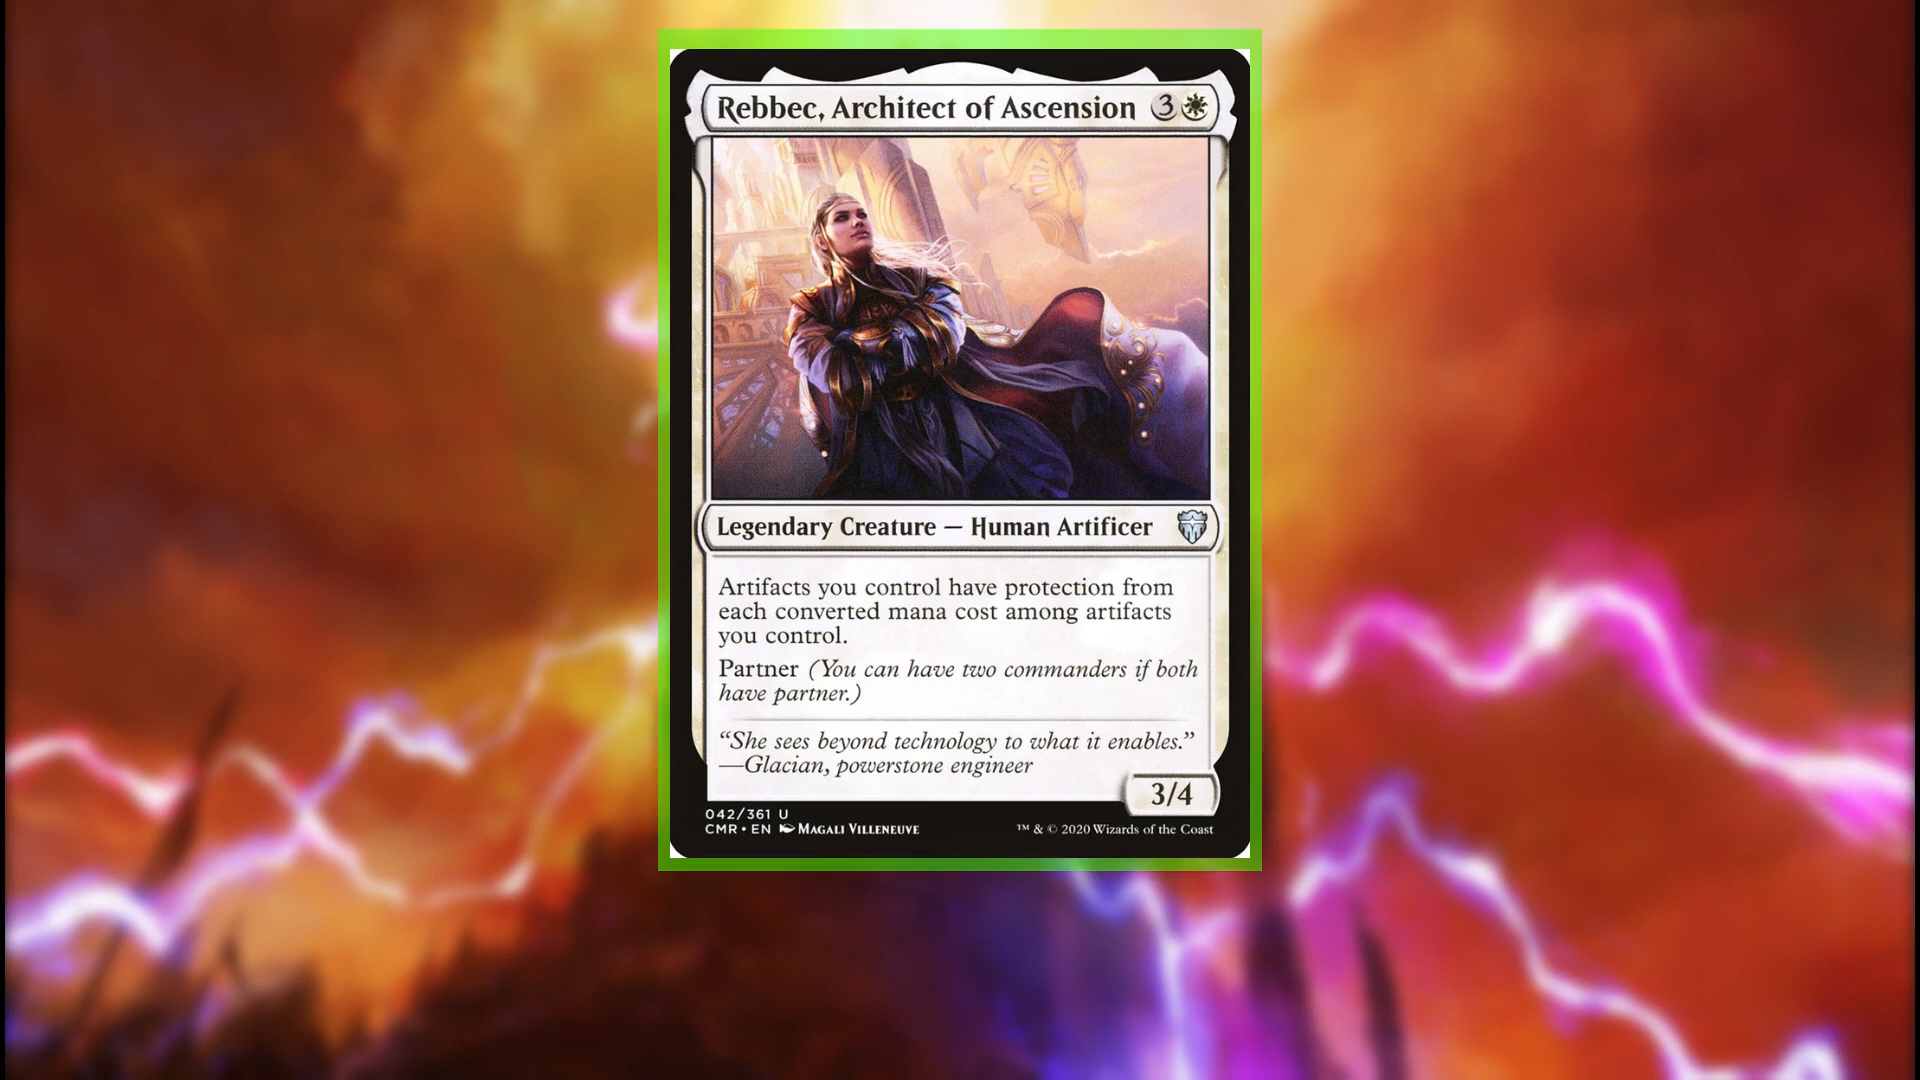 Rebbec, Architect of Ascension 3
Legendary Creature — Human Artificer
Artifacts you control have protection from
each converted mana cost among artifacts
you control.
Partner (You can have two commanders if both
have partner.)
“She sees beyond technology to what it enables.”
—Glacian, powerstone engineer
3/4
042/361 U
CMR • EN Magali Villeneuve
™ & © 2020 Wizards of the Coast